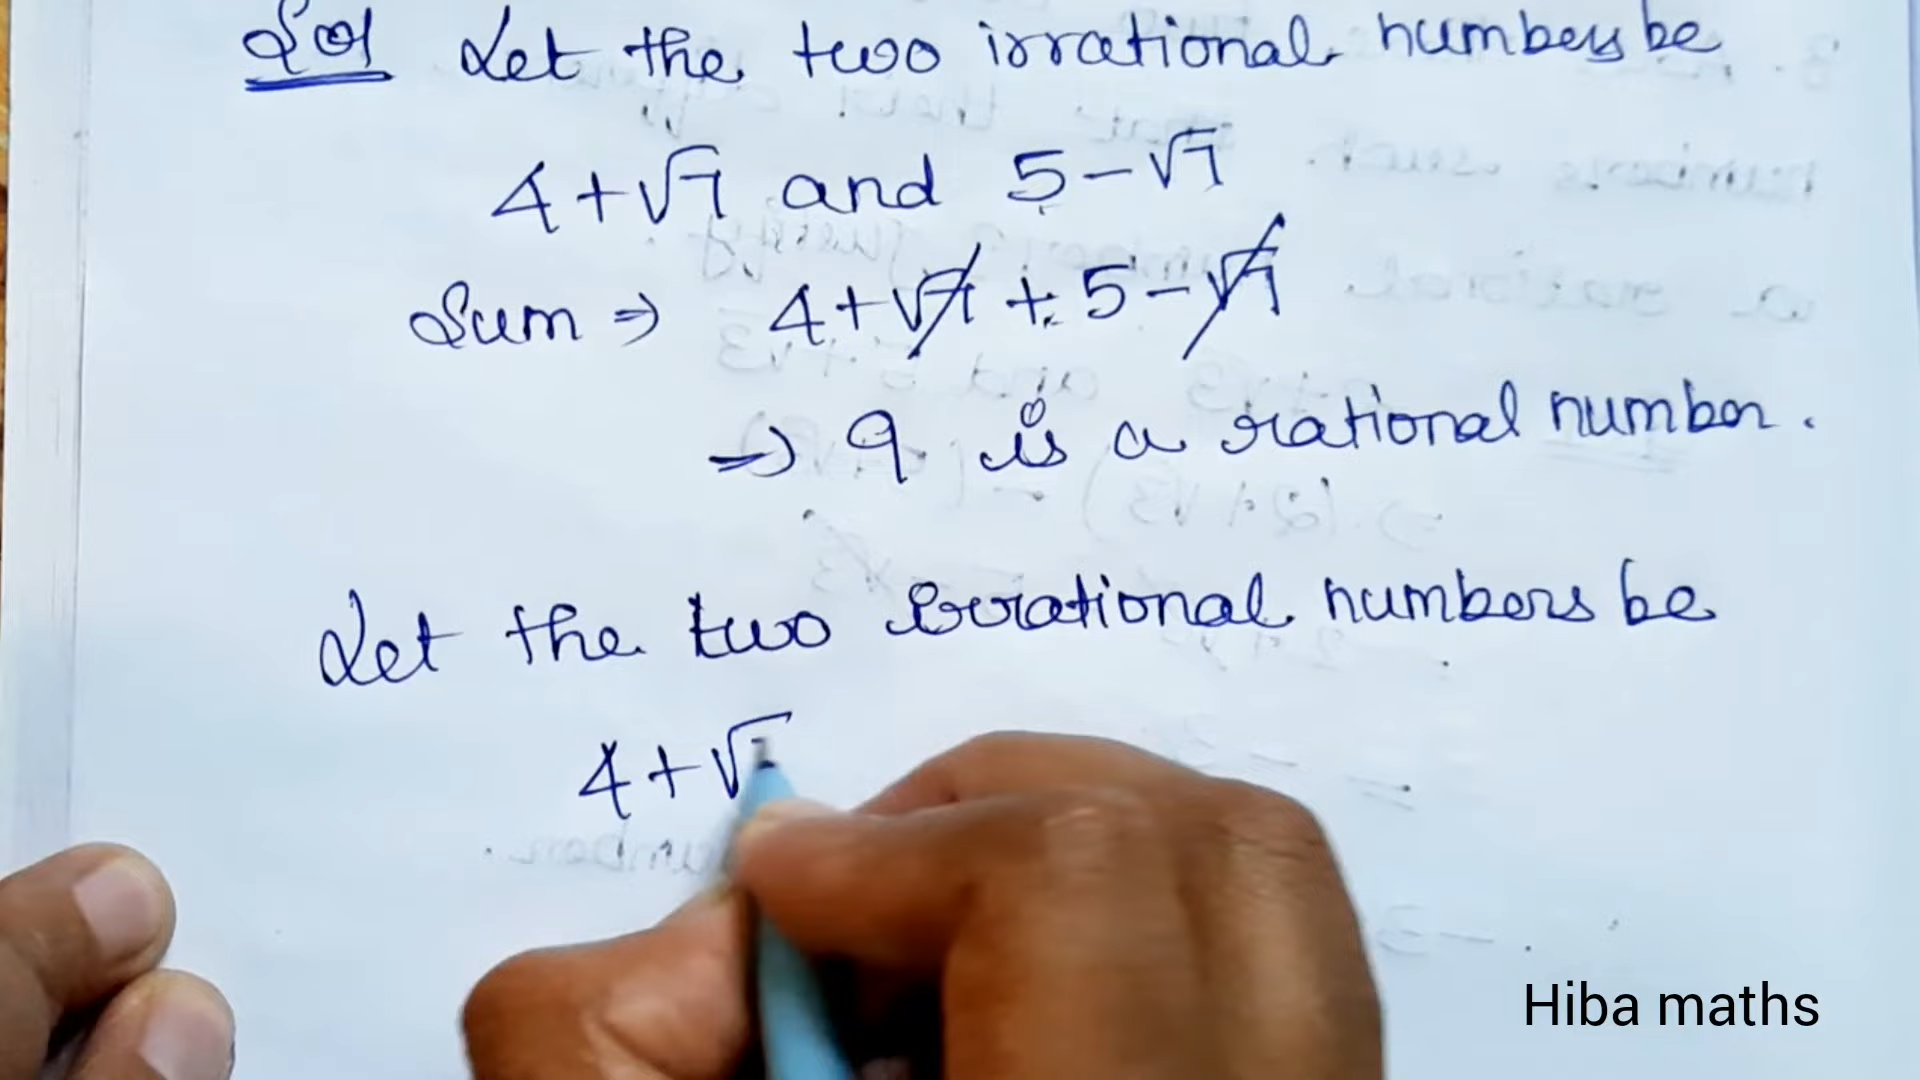 Sol Let the two irrational numbers be
4+√7 and 5-√7
Sum ⇒ 4+√7 + 5-√7
⇒ 9 is a rational number.
Let the two irrational numbers be
4+√
Hiba maths